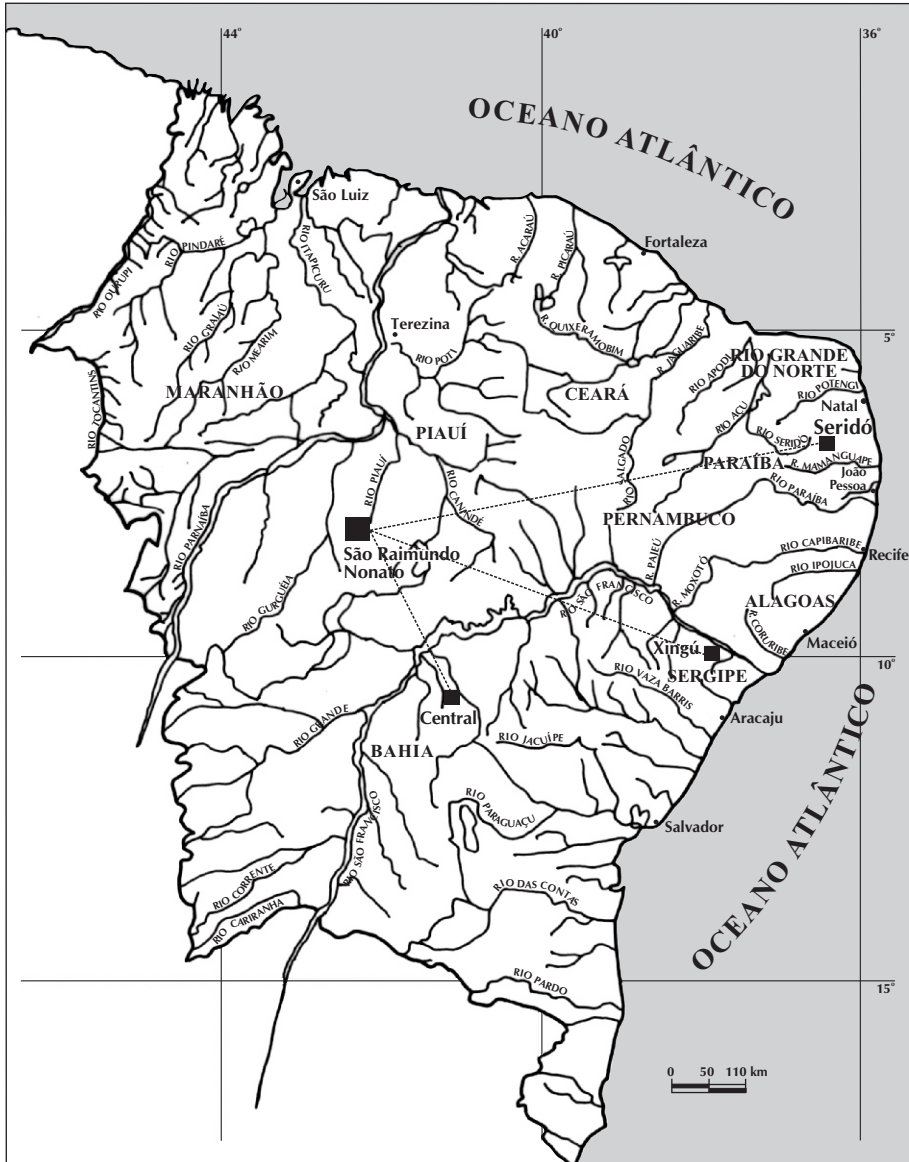 44°
40°
36°
OCEANO ATLÂNTICO
São Luiz
Fortaleza
RIO PINDARÉ
RIO OURUPI
RIO ITAPICURU
R. ACARAÚ
R. PICARAÚ
RIO GRAJAÚ
RIO MEARIM
Terezina
RIO POTI
R. QUIXERAMOBIM
R. JAGUARIBE
5°
RIO APODI
RIO GRANDE
DO NORTE
RIO POTENGI
MARANHÃO
CEARÁ
RIO TOCANTINS
RIO AÇU
Natal
Seridó
PIAUÍ
RIO SERIDÓ
PARAÍBA
R. MAMANGUAPE
João
Pessoa
RIO PIAUÍ
RIO CANINDÉ
RIO SALGADO
RIO PARAÍBA
RIO PARNAÍBA
PERNAMBUCO
São Raimundo
Nonato
R. PAJEÚ
RIO CAPIBARIBE
Recife
RIO IPOJUCA
RIO GURGUÉIA
RIO SÃO FRANCISCO
R. MOXOTÓ
ALAGOAS
R. CORURIBE
Maceió
Xingú
10°
SERGIPE
RIO VAZA BARRIS
Central
Aracaju
RIO GRANDE
BAHIA
RIO JACUÍPE
RIO PARAGUAÇU
Salvador
RIO SÃO FRANCISCO
OCEANO ATLÂNTICO
RIO CORRENTE
RIO CARIRANHA
RIO DAS CONTAS
RIO PARDO
15°
0 50 110 km